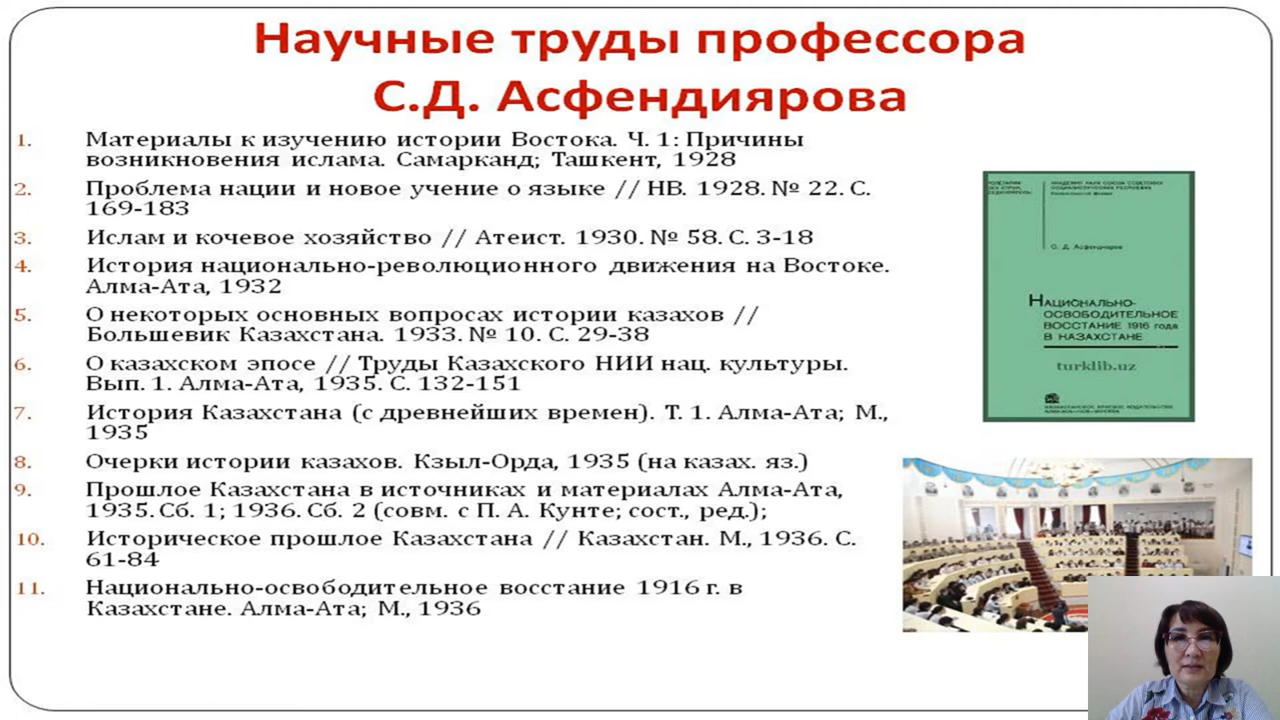 Научные труды профессора
С.Д. Асфендиярова
1. Материалы к изучению истории Востока. Ч. 1: Причины
возникновения ислама. Самарканд; Ташкент, 1928
2. Проблема нации и новое учение о языке // НВ. 1928. № 22. С.
169-183
3. Ислам и кочевое хозяйство // Атеист. 1930. № 58. С. 3-18
4. История национально-революционного движения на Востоке.
Алма-Ата, 1932
5. О некоторых основных вопросах истории казахов //
Большевик Казахстана. 1933. № 10. С. 29-38
6. О казахском эпосе // Труды Казахского НИИ нац. культуры.
Вып. 1. Алма-Ата, 1935. С. 132-151
7. История Казахстана (с древнейших времен). Т. 1. Алма-Ата; М.,
1935
8. Очерки истории казахов. Кзыл-Орда, 1935 (на казах. яз.)
9. Прошлое Казахстана в источниках и материалах Алма-Ата,
1935. Сб. 1; 1936. Сб. 2 (совм. с П. А. Кунте; сост., ред.);
10. Историческое прошлое Казахстана // Казахстан. М., 1936. С.
61-84
11. Национально-освободительное восстание 1916 г. в
Казахстане. Алма-Ата; М., 1936
С. Д. Асфендиаров
НАЦИОНАЛЬНО-
ОСВОБОДИТЕЛЬНОЕ
ВОССТАНИЕ 1916 года
В КАЗАХСТАНЕ
turklib.uz